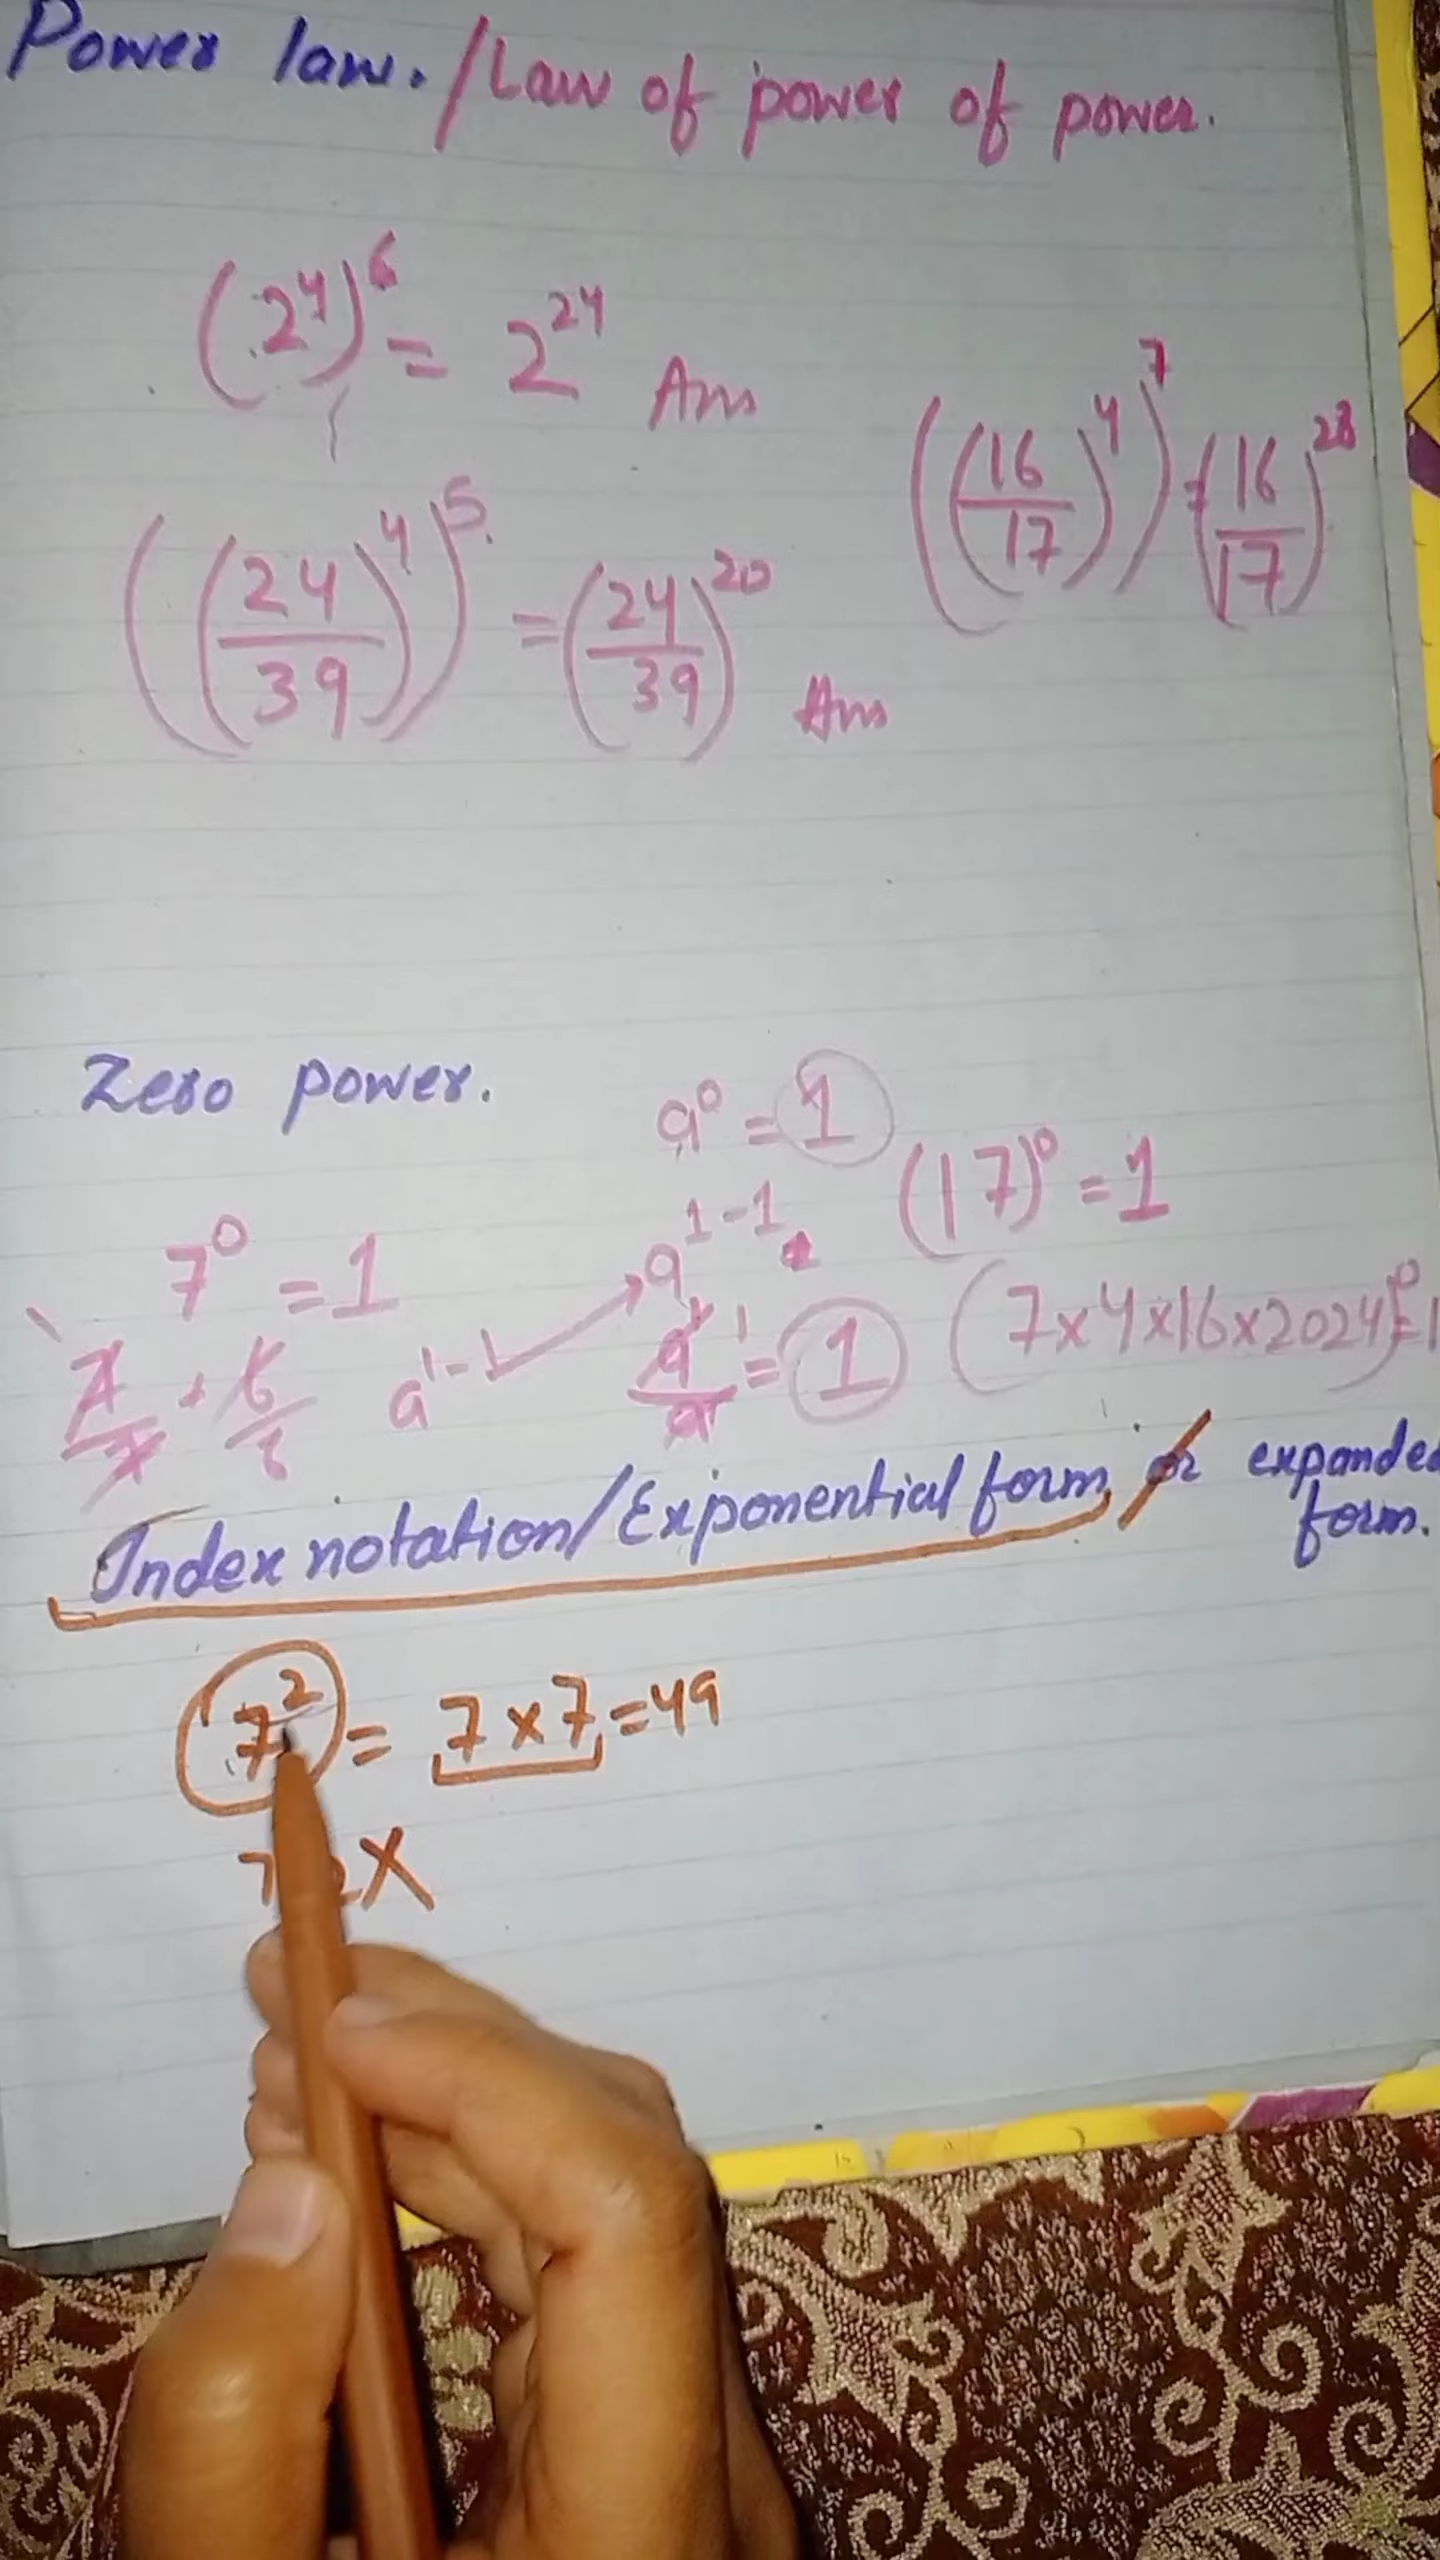 Power law. / Law of power of power.
(2⁴)⁶ = 2²⁴ Ans
((16/17)⁴)⁷ = (16/17)²⁸
((24/39)⁴)⁵ = (24/39)²⁰ Ans
Zero power.
a⁰ = 1
(17)⁰ = 1
7⁰ = 1
a¹⁻¹
(7×4×16×2024)⁰ = 1
a¹⁻¹
a¹/a¹ = 1
Index notation/Exponential form / or expanded
form.
7² = 7 × 7 = 49